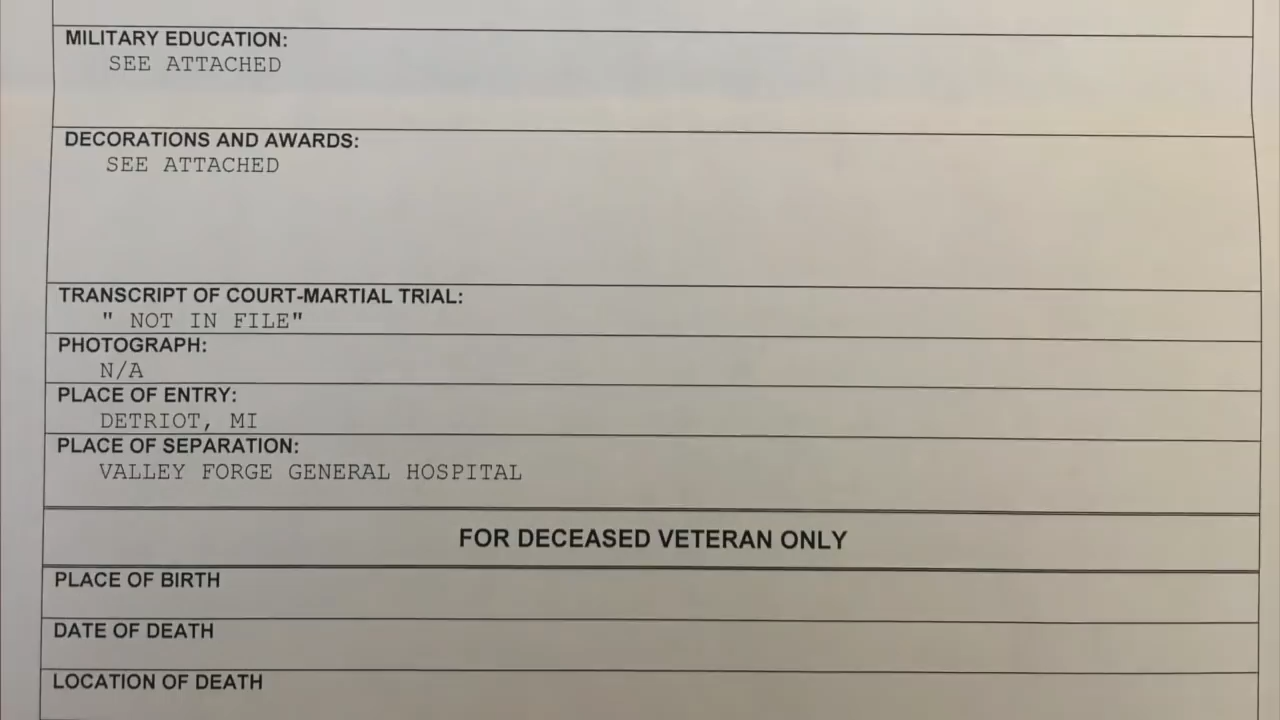 MILITARY EDUCATION:
SEE ATTACHED
DECORATIONS AND AWARDS:
SEE ATTACHED
TRANSCRIPT OF COURT-MARTIAL TRIAL:
" NOT IN FILE"
PHOTOGRAPH:
N/A
PLACE OF ENTRY:
DETRIOT, MI
PLACE OF SEPARATION:
VALLEY FORGE GENERAL HOSPITAL
FOR DECEASED VETERAN ONLY
PLACE OF BIRTH
DATE OF DEATH
LOCATION OF DEATH